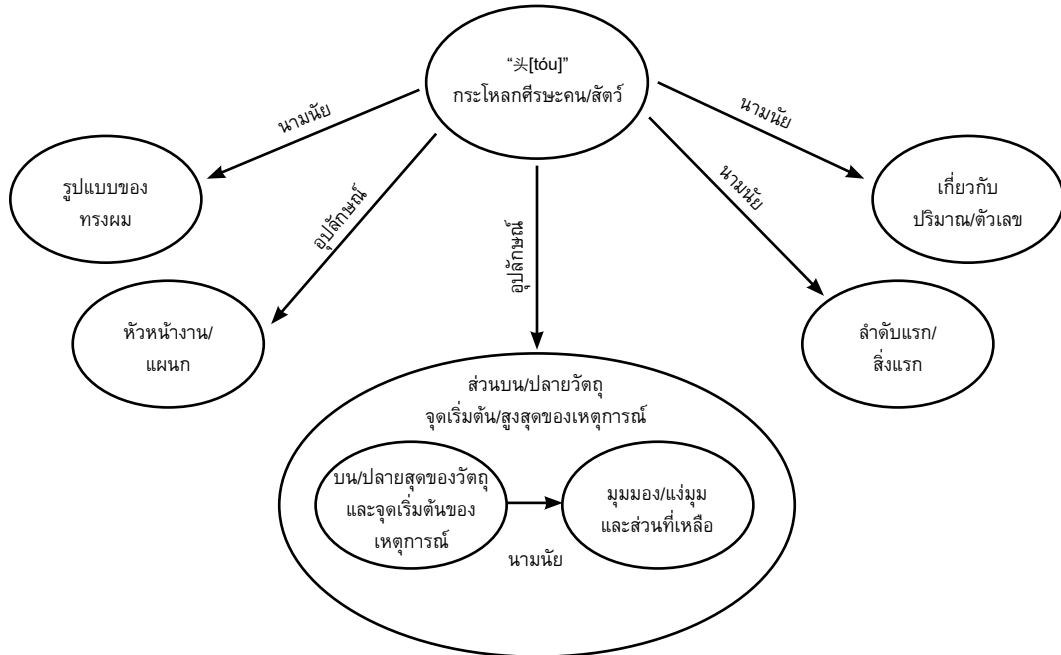 “头[tóu]”
กระโหลกศีรษะคน/สัตว์
นามนัย
นามนัย
รูปแบบของ
ทรงผม
อุปลักษณ์
อุปลักษณ์
นามนัย
เกี่ยวกับ
ปริมาณ/ตัวเลข
หัวหน้างาน/
แผนก
ลำดับแรก/
สิ่งแรก
ส่วนบน/ปลายวัตถุ
จุดเริ่มต้น/สูงสุดของเหตุการณ์
บน/ปลายสุดของวัตถุ
และจุดเริ่มต้นของ
เหตุการณ์
มุมมอง/แง่มุม
และส่วนที่เหลือ
นามนัย